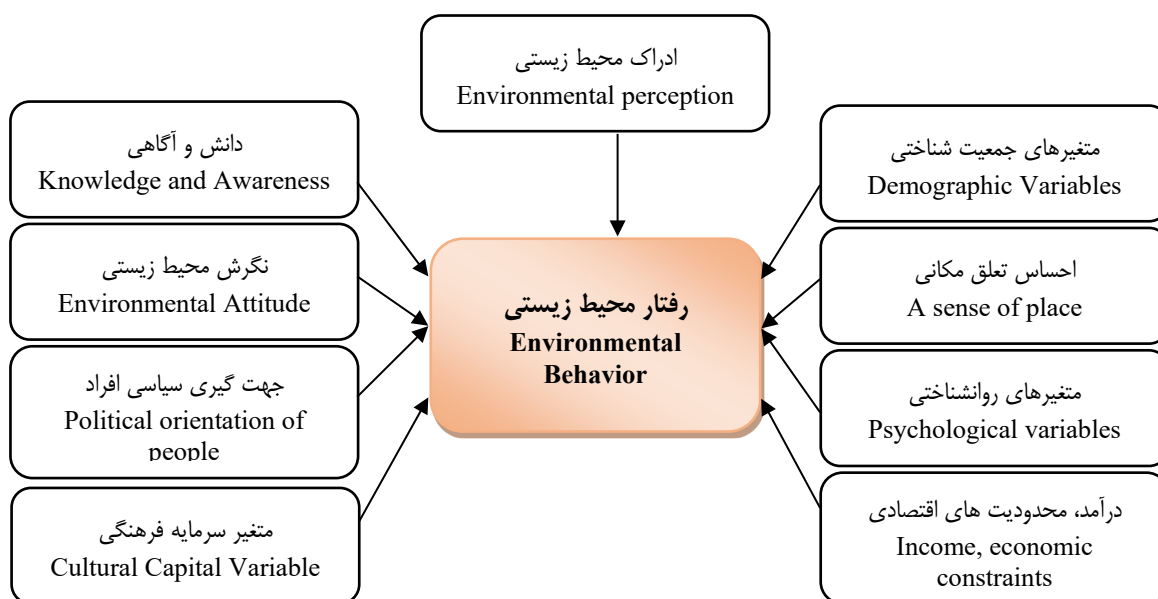 ادراک محیط زیستی
Environmental perception
دانش و آگاهی
Knowledge and Awareness
نگرش محیط زیستی
Environmental Attitude
جهت گیری سیاسی افراد
Political orientation of
people
متغیر سرمایه فرهنگی
Cultural Capital Variable
رفتار محیط زیستی
Environmental
Behavior
متغیرهای جمعیت شناختی
Demographic Variables
احساس تعلق مکانی
A sense of place
متغیرهای روانشناختی
Psychological variables
درآمد، محدودیت های اقتصادی
Income, economic
constraints